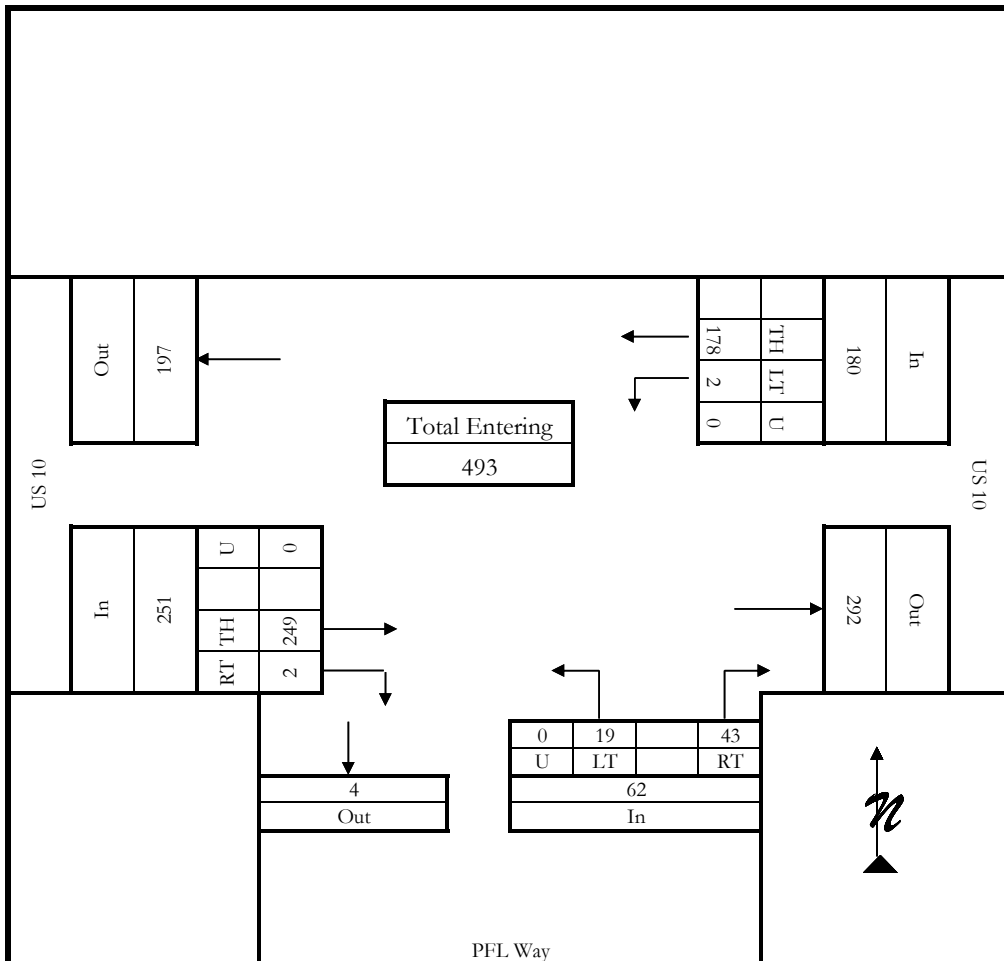 Out
197
178
TH
2
LT
0
U
180
In
Total Entering
493
US 10
US 10
In
251
U
0
TH
249
RT
2
292
Out
0
19
43
U
LT
RT
4
62
Out
In
N
PFL Way